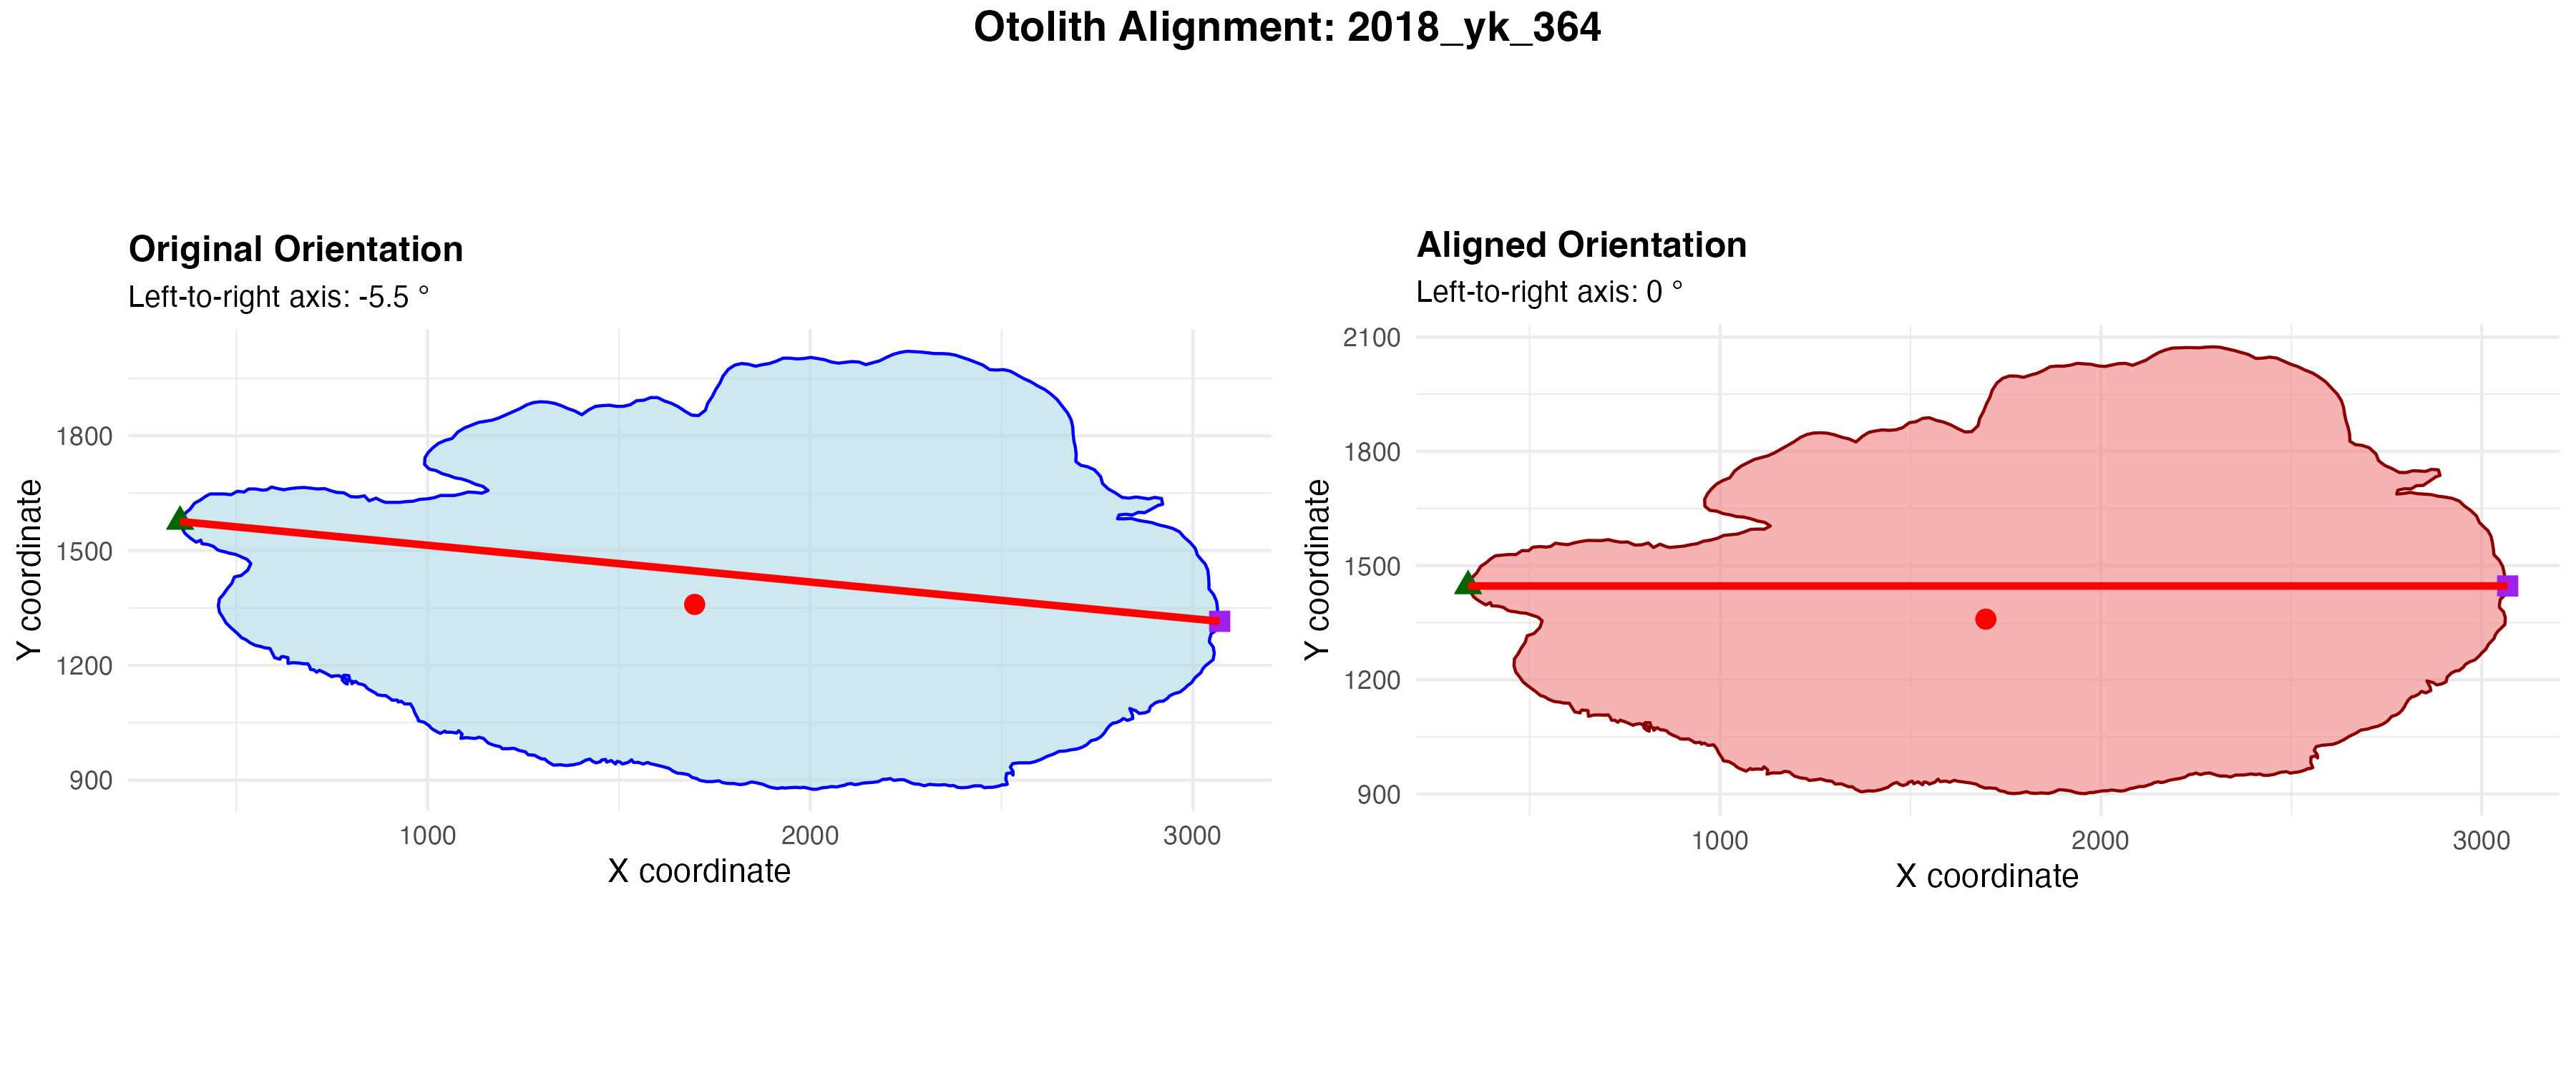 Otolith Alignment: 2018_yk_364
Original Orientation
Left-to-right axis: -5.5 °
1800
1500
1200
900
Y coordinate
1000
2000
3000
X coordinate
Aligned Orientation
Left-to-right axis: 0 °
2100
1800
1500
1200
900
Y coordinate
1000
2000
3000
X coordinate